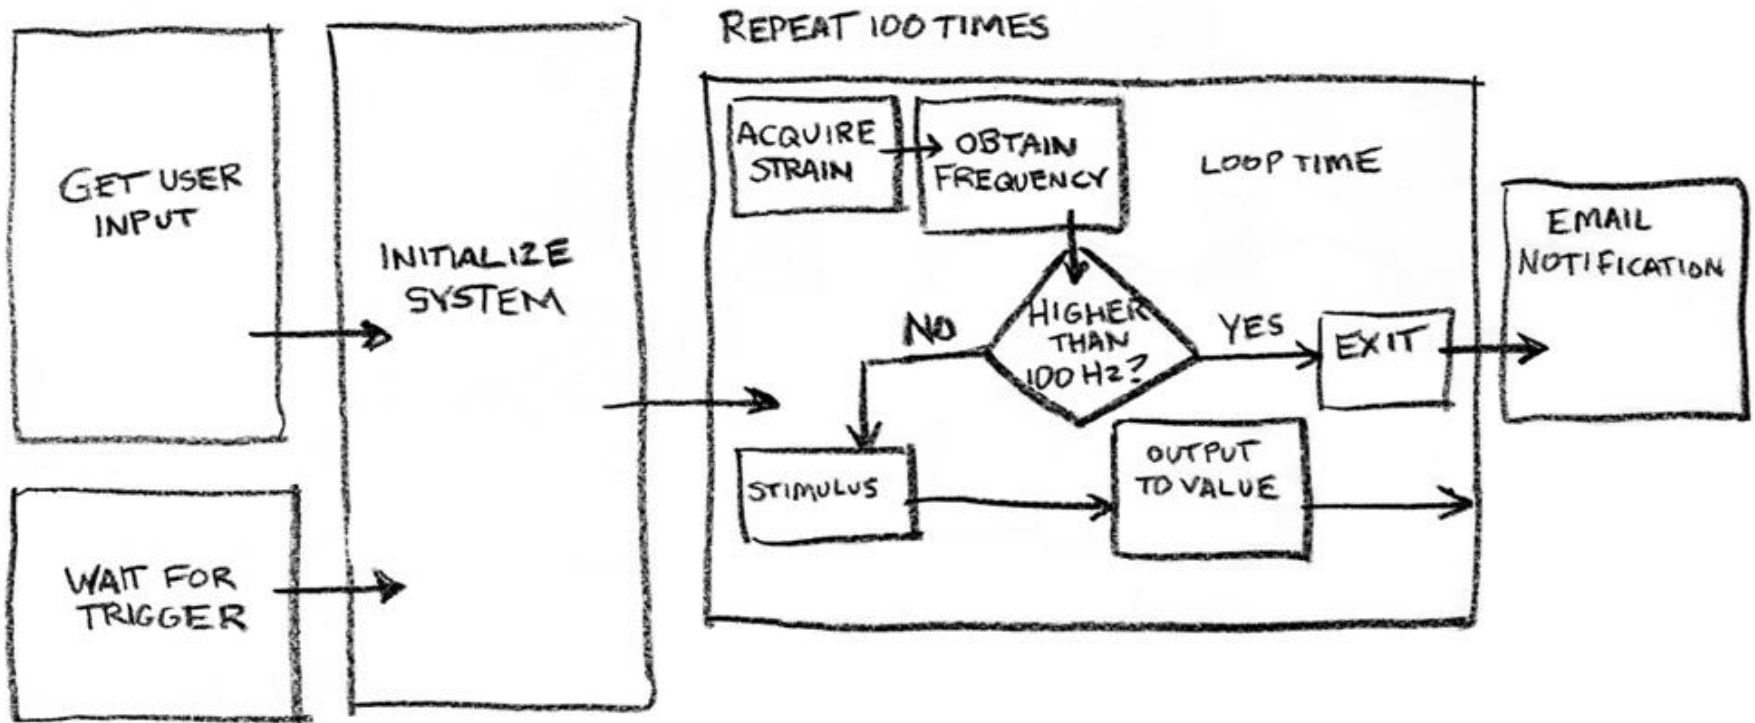 GET USER
INPUT
WAIT FOR
TRIGGER
INITIALIZE
SYSTEM
REPEAT 100 TIMES
ACQUIRE
STRAIN
OBTAIN
FREQUENCY
LOOP TIME
HIGHER
THAN
100 HZ?
NO
YES
EXIT
STIMULUS
OUTPUT
TO VALUE
EMAIL
NOTIFICATION